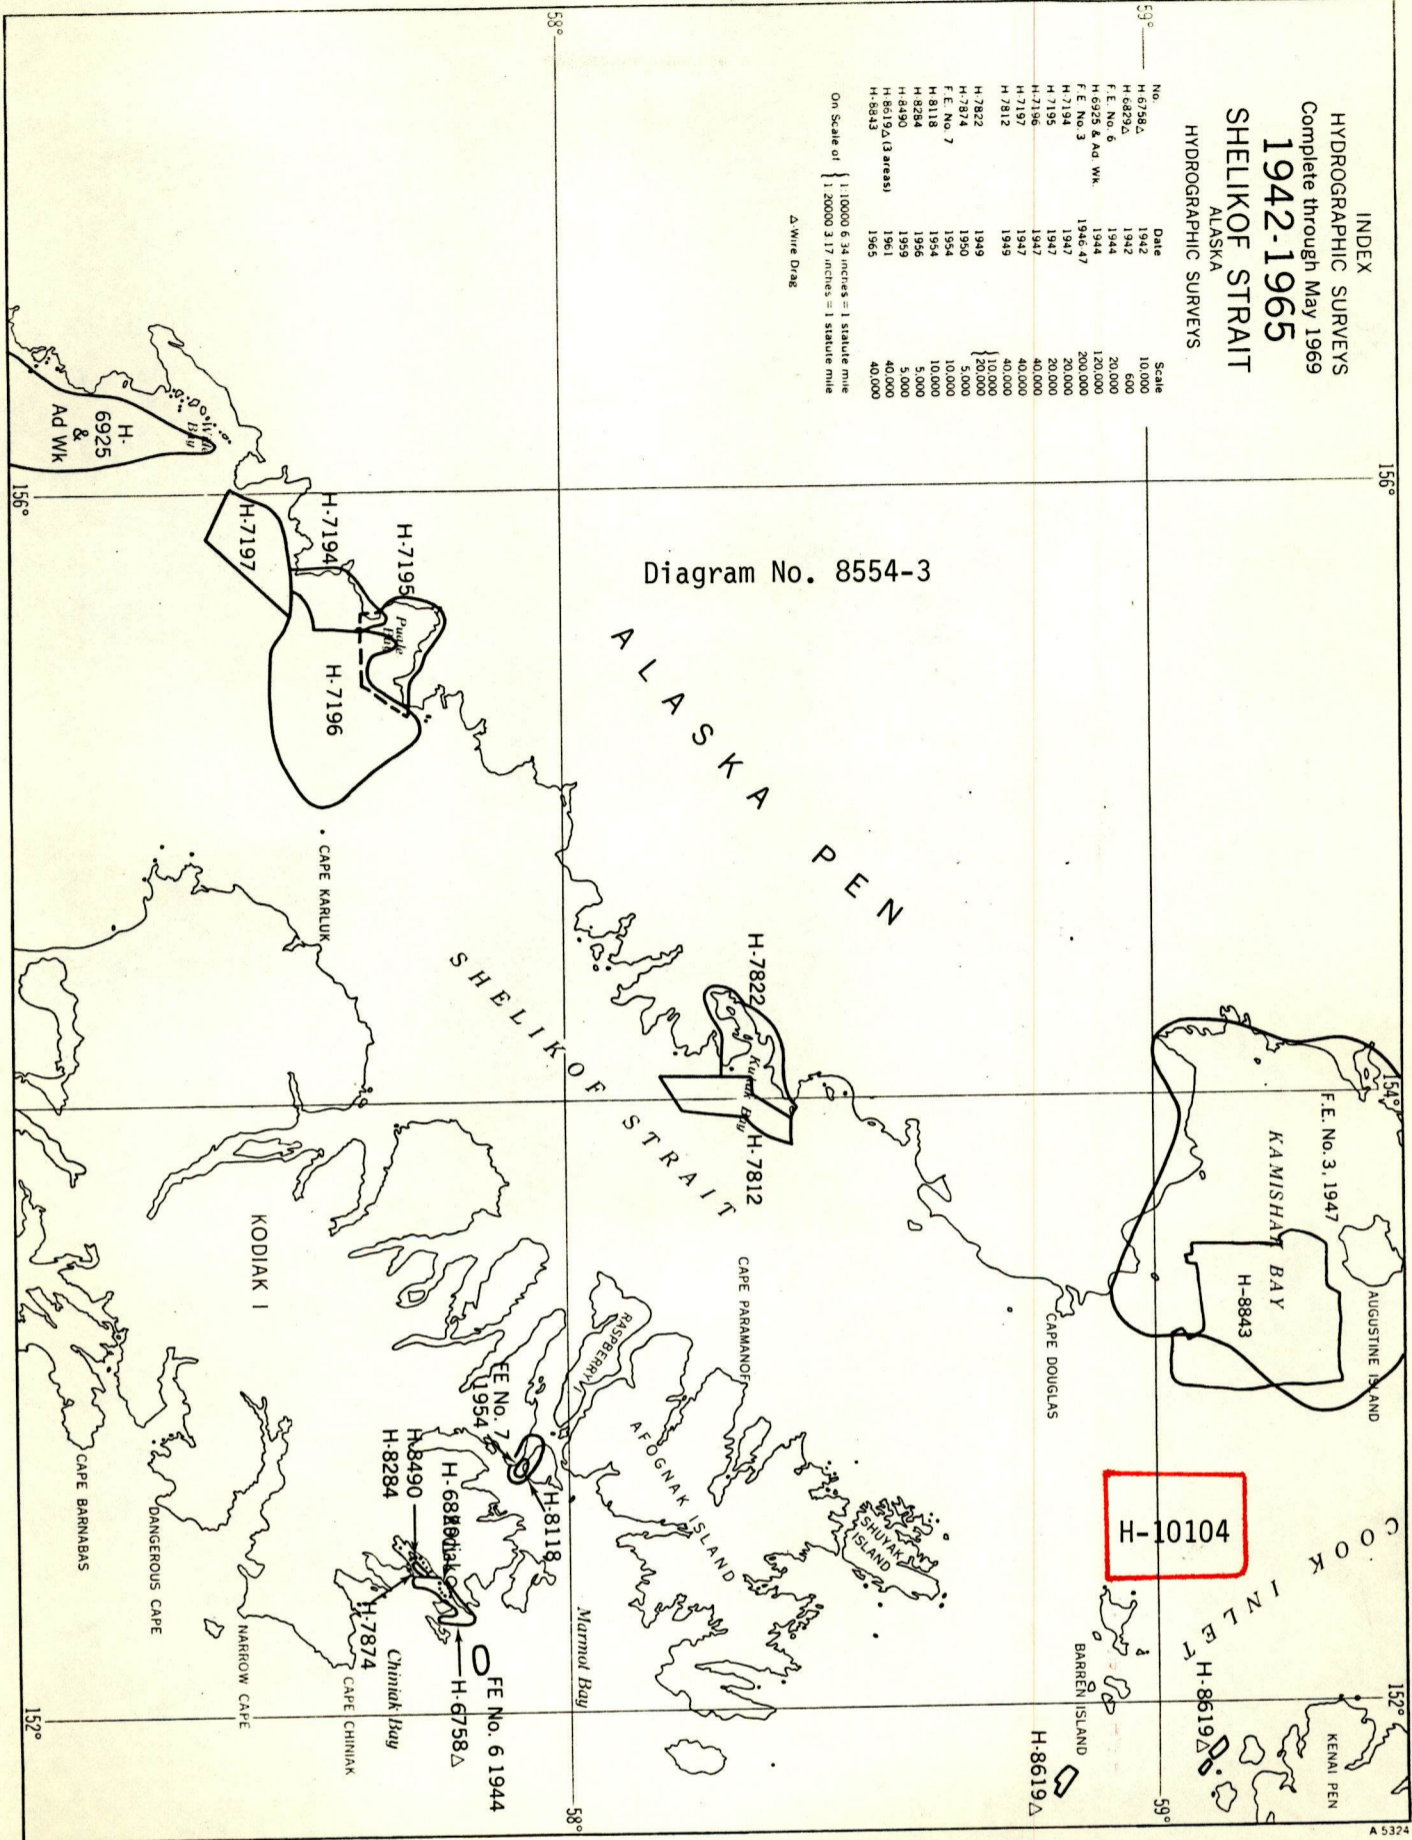 INDEX
HYDROGRAPHIC SURVEYS
Complete through May 1969
1942-1965
SHELIKOF STRAIT
ALASKA
HYDROGRAPHIC SURVEYS
No. Date Scale
H 6758△ 1942 10,000
H 6829△ 1942 600
F.E. No. 6 1944 20,000
H-6925 & Ad. Wk. 1944 120,000
F.E. No. 3 1946-47 200,000
H-7194 1947 20,000
H 7195 1947 20,000
H-7196 1947 40,000
H-7197 1947 40,000
H 7812 1949 40,000
H-7822 1949 {10,000
{20,000
H-7874 1950 5,000
F.E. No. 7 1954 10,000
H 8118 1954 10,000
H-8284 1956 5,000
H-8490 1959 5,000
H-8619△ (3 areas) 1961 40,000
H-8843 1965 40,000
On Scale of { 1:10000 6.34 inches = 1 statute mile
{ 1:20000 3.17 inches = 1 statute mile
△-Wire Drag
Diagram No. 8554-3
59°
58°
156°
156°
154°
152°
152°
59°
58°
ALASKA PEN
SHELIKOF STRAIT
COOK INLET
KAMISHAK BAY
F.E. No. 3, 1947
H-8843
AUGUSTINE ISLAND
KENAI PEN
H-8619△
H-10104
BARREN ISLAND
H-8619△
CAPE DOUGLAS
H-7822
Kukak Bay
H-7812
CAPE PARAMANOF
SHUYAK
ISLAND
AFOGNAK ISLAND
RASPBERRY I
Marmot Bay
FE No. 7
1954
H-8118
H-6829
Kodiak
H-8490
H-8284
H-7874
H-6758△
FE No. 6 1944
Chiniak Bay
CAPE CHINIAK
NARROW CAPE
DANGEROUS CAPE
CAPE BARNABAS
KODIAK I
CAPE KARLUK
H-7195
Puale
Bay
H-7194
H-7196
H-7197
Wide
Bay
H-
6925
&
Ad Wk
A 5324